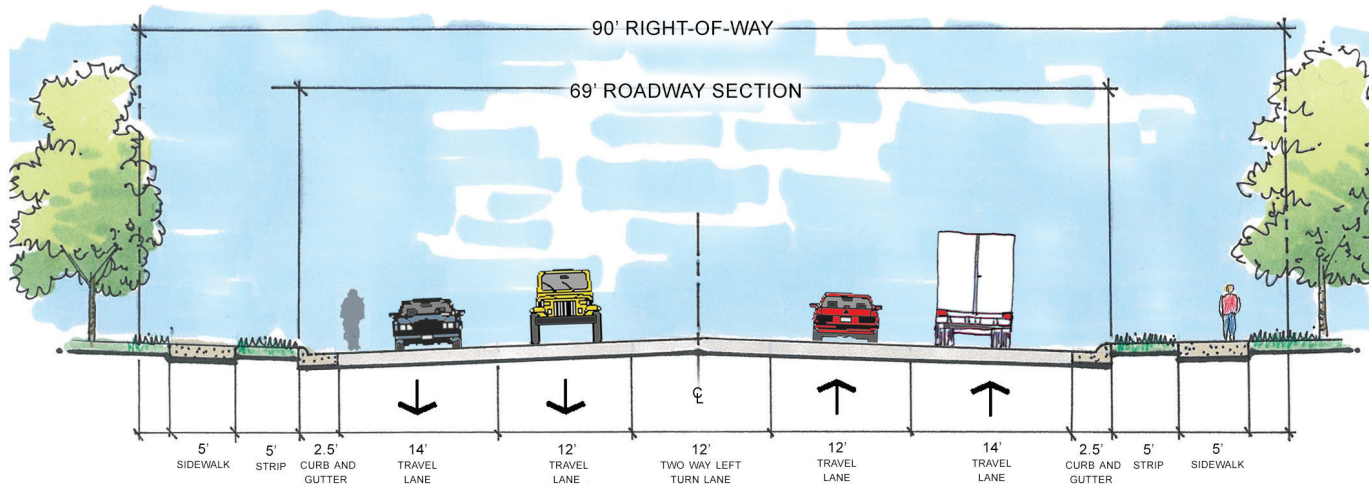 90' RIGHT-OF-WAY
69' ROADWAY SECTION
℄
5'
SIDEWALK
5'
STRIP
2.5'
CURB AND
GUTTER
14'
TRAVEL
LANE
12'
TRAVEL
LANE
12'
TWO WAY LEFT
TURN LANE
12'
TRAVEL
LANE
14'
TRAVEL
LANE
2.5'
CURB AND
GUTTER
5'
STRIP
5'
SIDEWALK